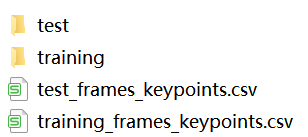 test
training
test_frames_keypoints.csv
training_frames_keypoints.csv